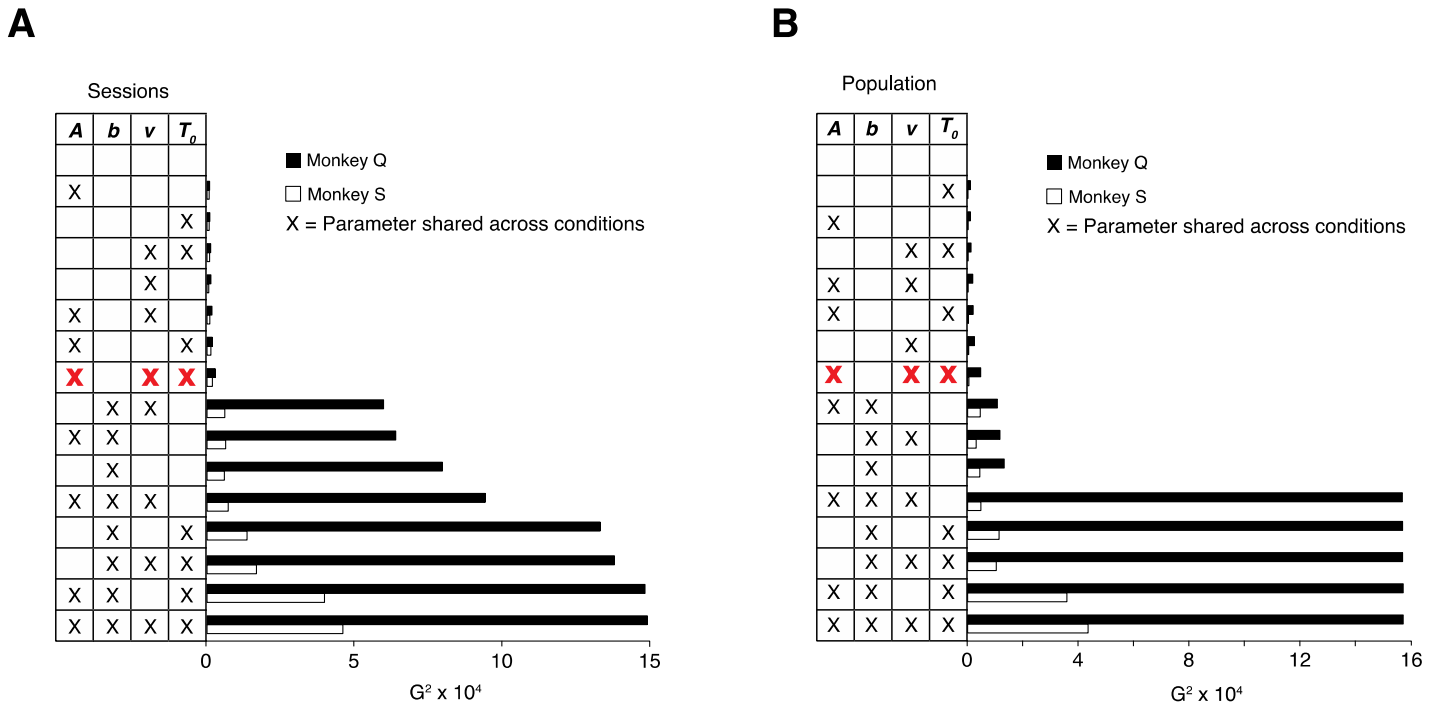 A
Sessions
A b v T0
X
X
X X
X
X X
X X
X X X
X X
X X
X
X X X
X X
X X X
X X X
X X X X
Monkey Q
Monkey S
X = Parameter shared across conditions
0 5 10 15
G² x 10⁴
B
Population
A b v T0
X
X
X X
X X
X X
X
X X X
X X
X X
X
X X X
X X
X X X
X X X
X X X X
Monkey Q
Monkey S
X = Parameter shared across conditions
0 4 8 12 16
G² x 10⁴